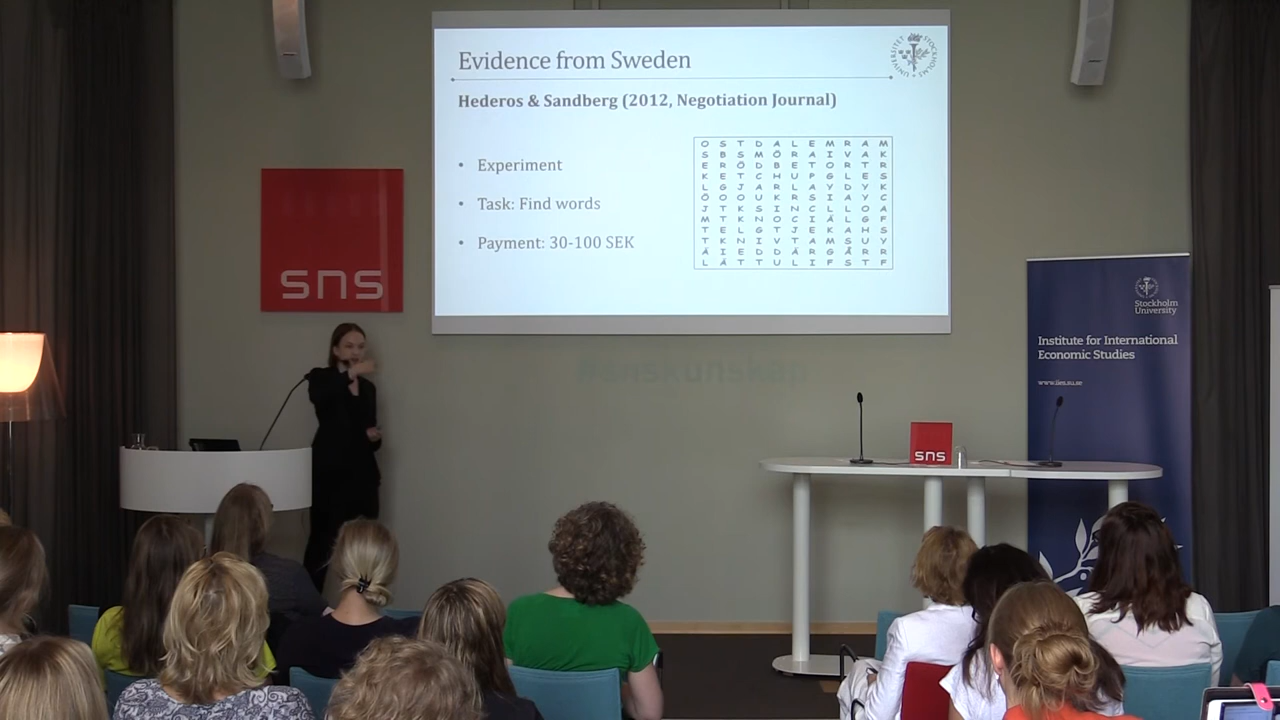 Evidence from Sweden
Hederos & Sandberg (2012, Negotiation Journal)
• Experiment
• Task: Find words
• Payment: 30-100 SEK
O S T D A L E M R A M
S B S M Ö R A I V A K
E R Ö D B E T O R T R
K E T C H U P G L E S
L G J A R L A Y D Y K
Ö O O U K R S I A Y C
J T K S I N C L L O A
M T K N O C I Ä L G F
T E L G T J E K A H S
T K N I V T A M S U Y
Ä I E D D Ä R G Ä R R
L Ä T T U L I F S T F
sns
Stockholm
University
Institute for International
Economic Studies
www.iies.su.se
sns